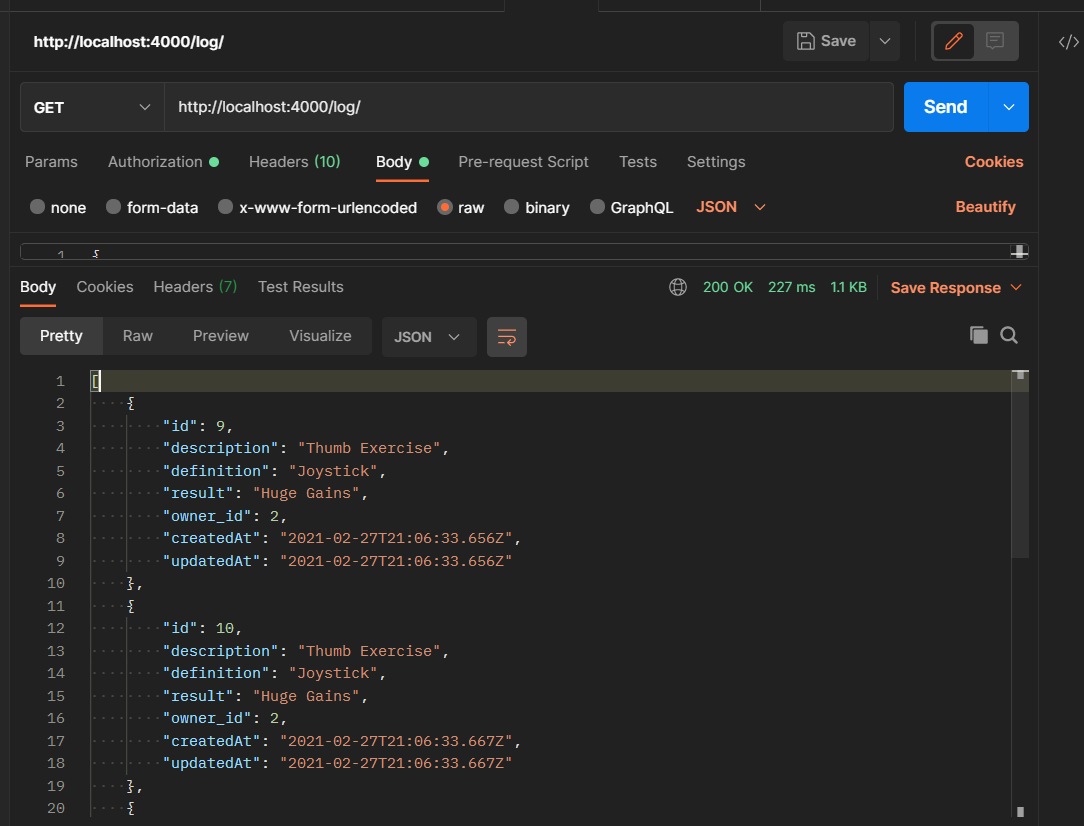 http://localhost:4000/log/ Save </>
GET http://localhost:4000/log/ Send
Params Authorization Headers (10) Body Pre-request Script Tests Settings Cookies
none form-data x-www-form-urlencoded raw binary GraphQL JSON Beautify
1 {
Body Cookies Headers (7) Test Results 200 OK 227 ms 1.1 KB Save Response
Pretty Raw Preview Visualize JSON
1 [
2 {
3 "id": 9,
4 "description": "Thumb Exercise",
5 "definition": "Joystick",
6 "result": "Huge Gains",
7 "owner_id": 2,
8 "createdAt": "2021-02-27T21:06:33.656Z",
9 "updatedAt": "2021-02-27T21:06:33.656Z"
10 },
11 {
12 "id": 10,
13 "description": "Thumb Exercise",
14 "definition": "Joystick",
15 "result": "Huge Gains",
16 "owner_id": 2,
17 "createdAt": "2021-02-27T21:06:33.667Z",
18 "updatedAt": "2021-02-27T21:06:33.667Z"
19 },
20 {